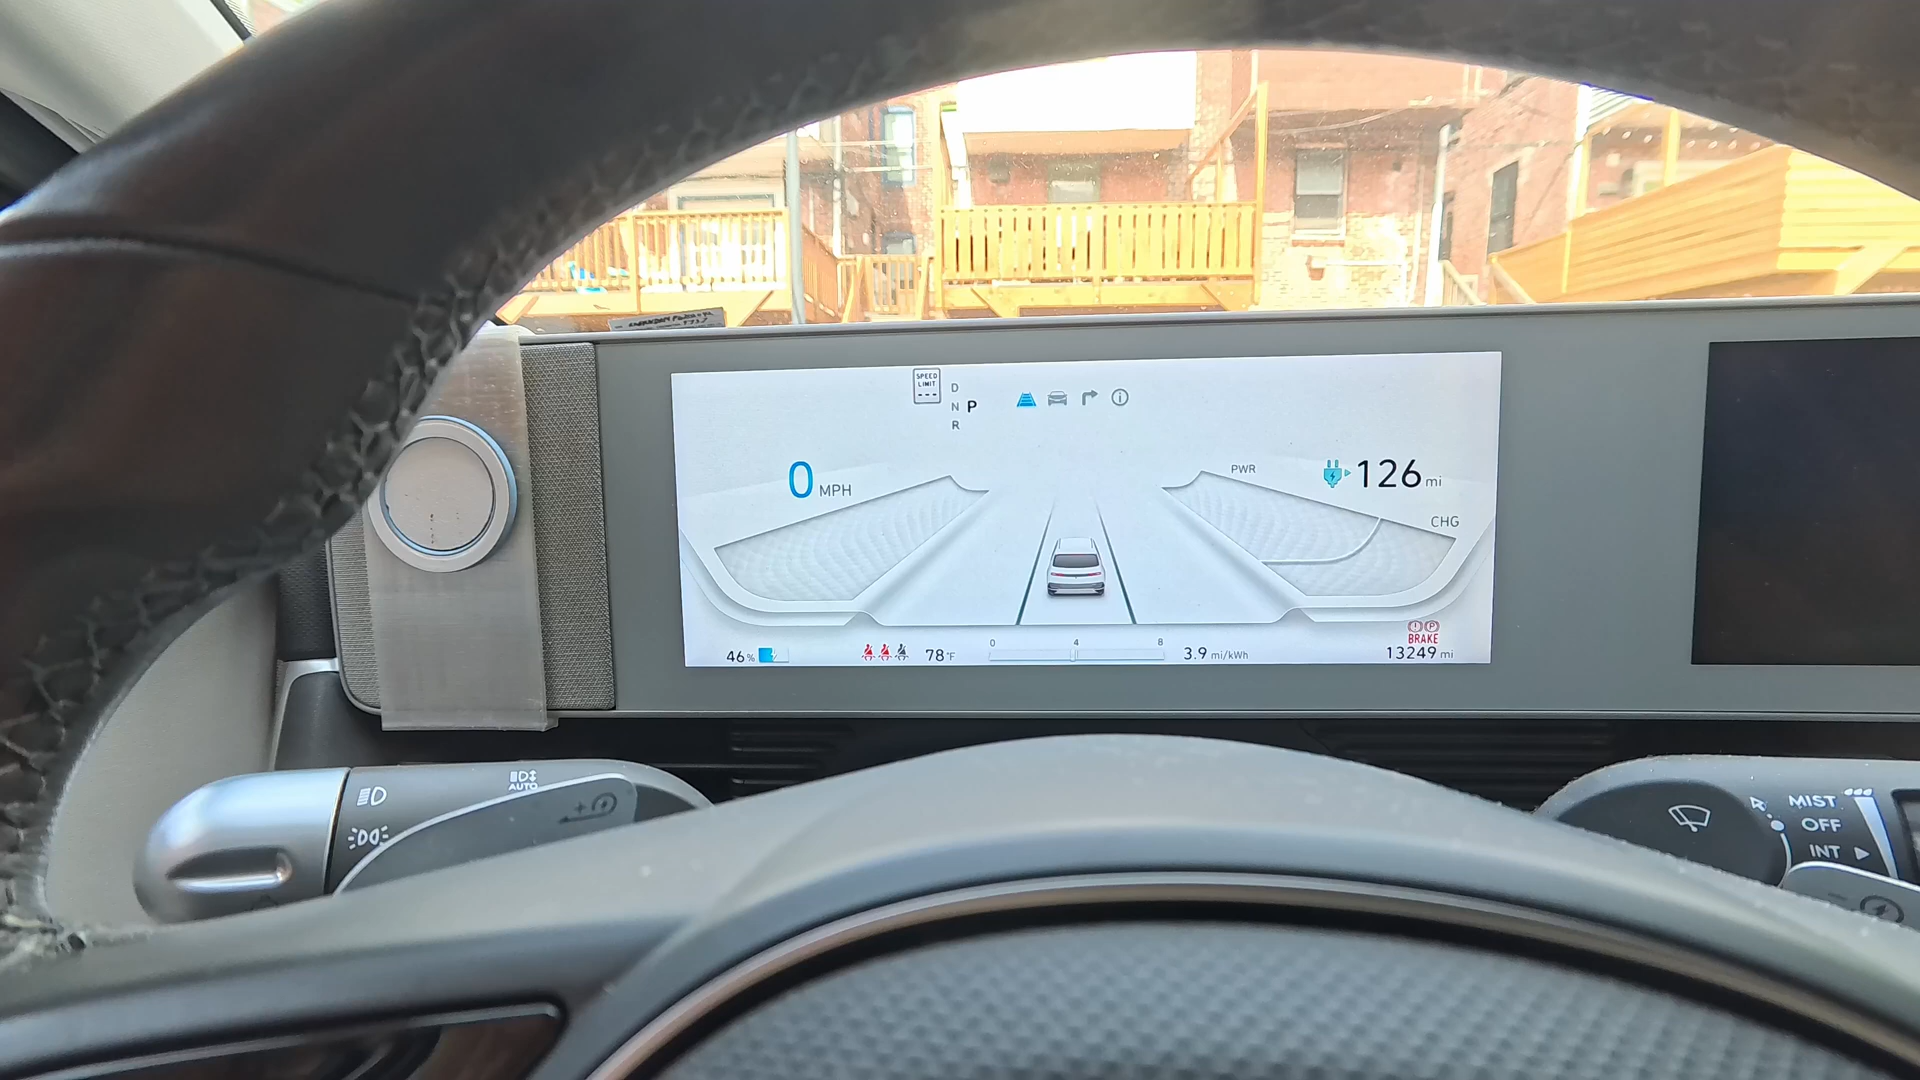 SPEED
LIMIT
---
D
N P
R
0 MPH
PWR
126 mi
CHG
BRAKE
46%
78°F
0 4 8
3.9 mi/kWh
13249 mi
AUTO
MIST
OFF
INT